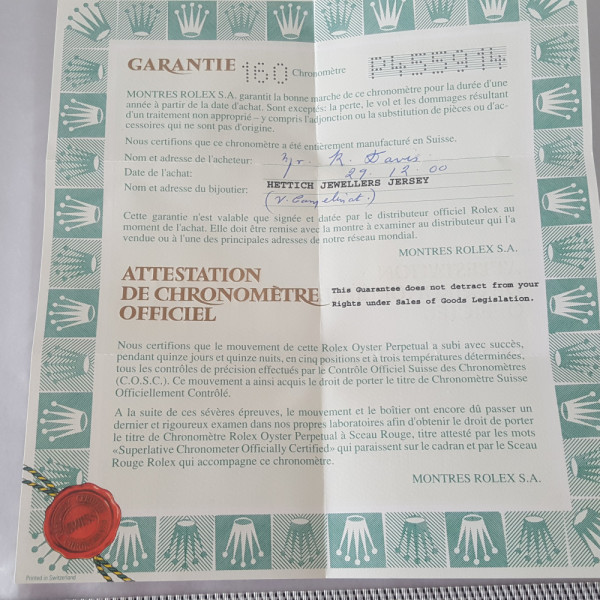 GARANTIE 160 Chronomètre P455914
MONTRES ROLEX S.A. garantit la bonne marche de ce chronomètre pour la durée d'une
année à partir de la date d'achat. Sont exceptés: la perte, le vol et les dommages résultant
d'un traitement non approprié – y compris l'adjonction ou la substitution de pièces ou d'ac-
cessoires qui ne sont pas d'origine.
Nous certifions que ce chronomètre a été entièrement manufacturé en Suisse.
Nom et adresse de l'acheteur: Mr. R. Davis
Date de l'achat: 29. 12 00
Nom et adresse du bijoutier: HETTICH JEWELLERS JERSEY
Cette garantie n'est valable que signée et datée par le distributeur officiel Rolex au
moment de l'achat. Elle doit être remise avec la montre à examiner au distributeur qui l'a
vendue ou à l'une des principales adresses de notre réseau mondial.
MONTRES ROLEX S.A.
ATTESTATION
DE CHRONOMÈTRE
OFFICIEL
This Guarantee does not detract from your
Rights under Sales of Goods Legislation.
Nous certifions que le mouvement de cette Rolex Oyster Perpetual a subi avec succès,
pendant quinze jours et quinze nuits, en cinq positions et à trois températures déterminées,
tous les contrôles de précision effectués par le Contrôle Officiel Suisse des Chronomètres
(C.O.S.C.). Ce mouvement a ainsi acquis le droit de porter le titre de Chronomètre Suisse
Officiellement Contrôlé.
A la suite de ces sévères épreuves, le mouvement et le boîtier ont encore dû passer un
dernier et rigoureux examen dans nos propres laboratoires afin d'obtenir le droit de porter
le titre de Chronomètre Rolex Oyster Perpetual à Sceau Rouge, titre attesté par les mots
«Superlative Chronometer Officially Certified» qui paraissent sur le cadran et par le Sceau
Rouge Rolex qui accompagne ce chronomètre.
MONTRES ROLEX S.A.
Printed in Switzerland